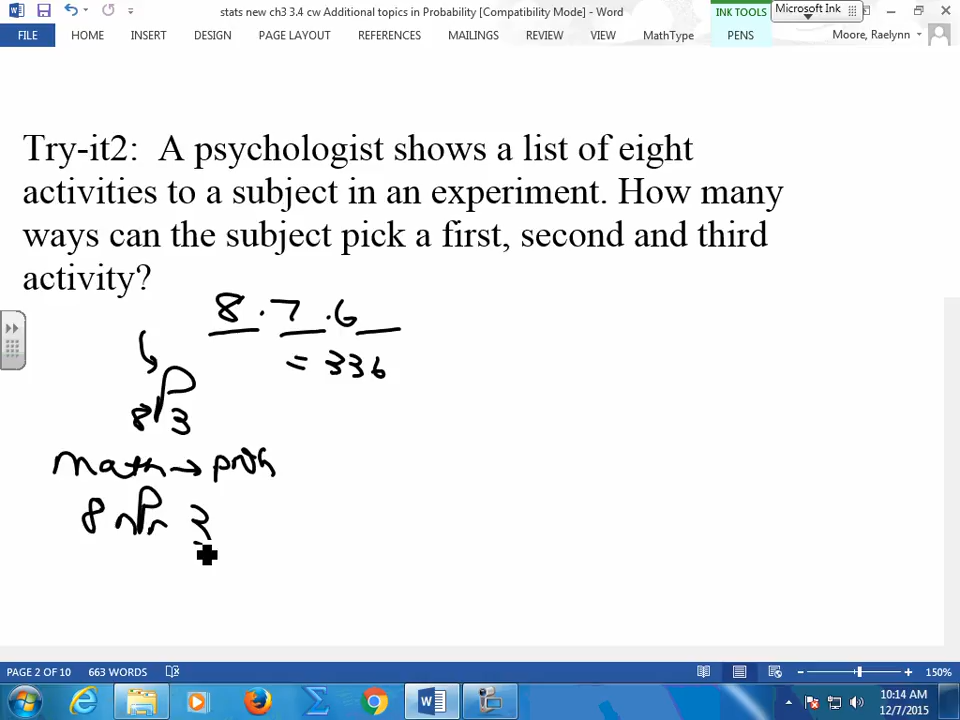 stats new ch3 3.4 cw Additional topics in Probability [Compatibility Mode] - Word
INK TOOLS
Microsoft Ink
FILE HOME INSERT DESIGN PAGE LAYOUT REFERENCES MAILINGS REVIEW VIEW MathType PENS
Moore, Raelynn
Try-it2: A psychologist shows a list of eight
activities to a subject in an experiment. How many
ways can the subject pick a first, second and third
activity?
8 · 7 · 6
= 336
8P3
math → prob
8 nPr 3
PAGE 2 OF 10 663 WORDS
150%
10:14 AM
12/7/2015